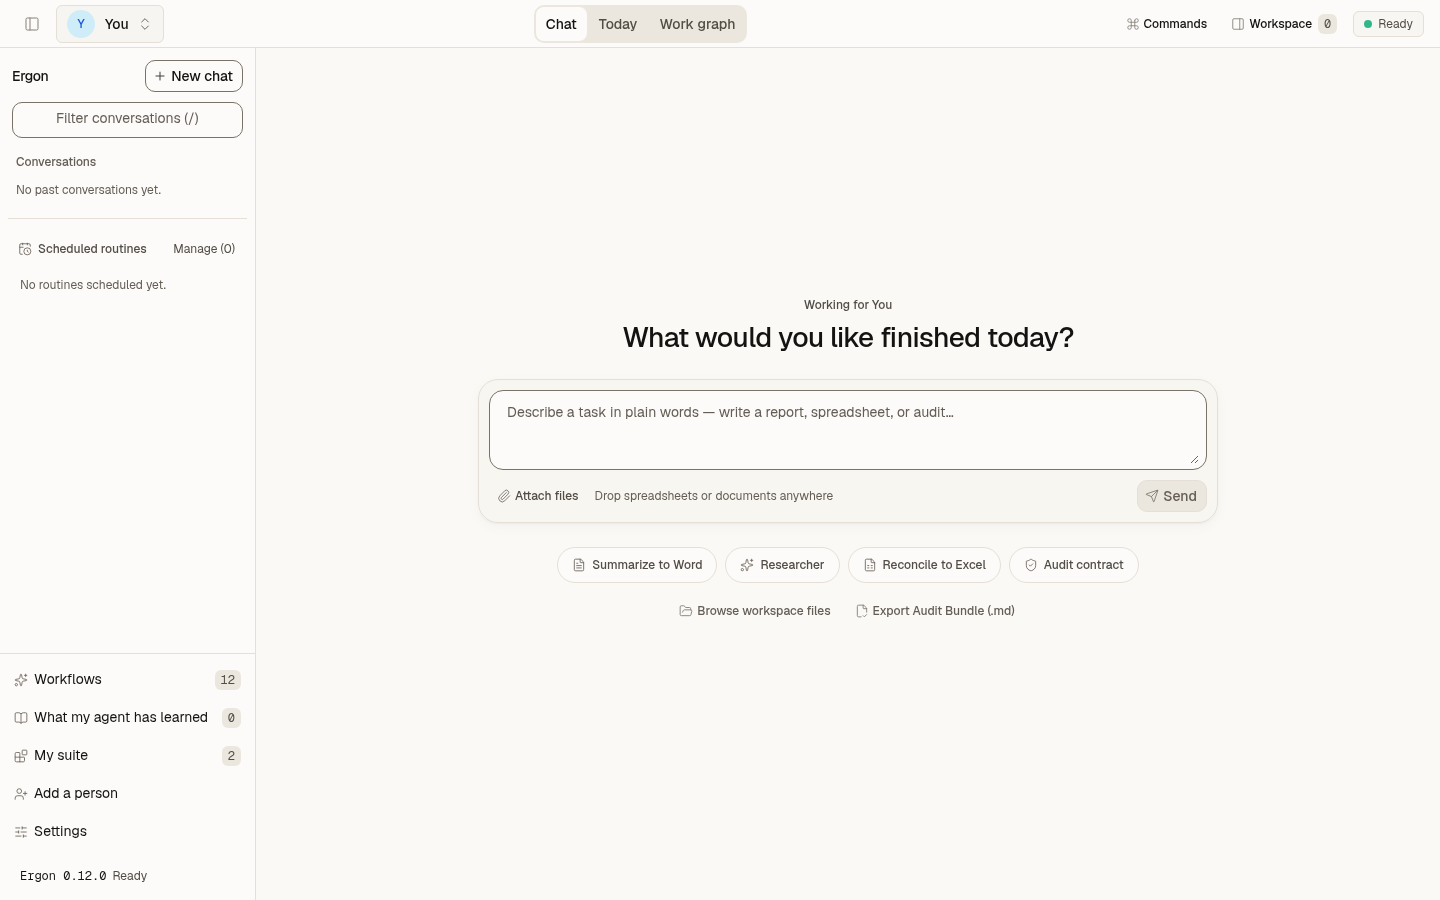 Y You
Chat Today Work graph
Commands Workspace 0 Ready
Ergon
New chat
Filter conversations (/)
Conversations
No past conversations yet.
Scheduled routines Manage (0)
No routines scheduled yet.
Working for You
What would you like finished today?
Describe a task in plain words — write a report, spreadsheet, or audit…
Attach files Drop spreadsheets or documents anywhere Send
Summarize to Word Researcher Reconcile to Excel Audit contract
Browse workspace files Export Audit Bundle (.md)
Workflows 12
What my agent has learned 0
My suite 2
Add a person
Settings
Ergon 0.12.0 Ready